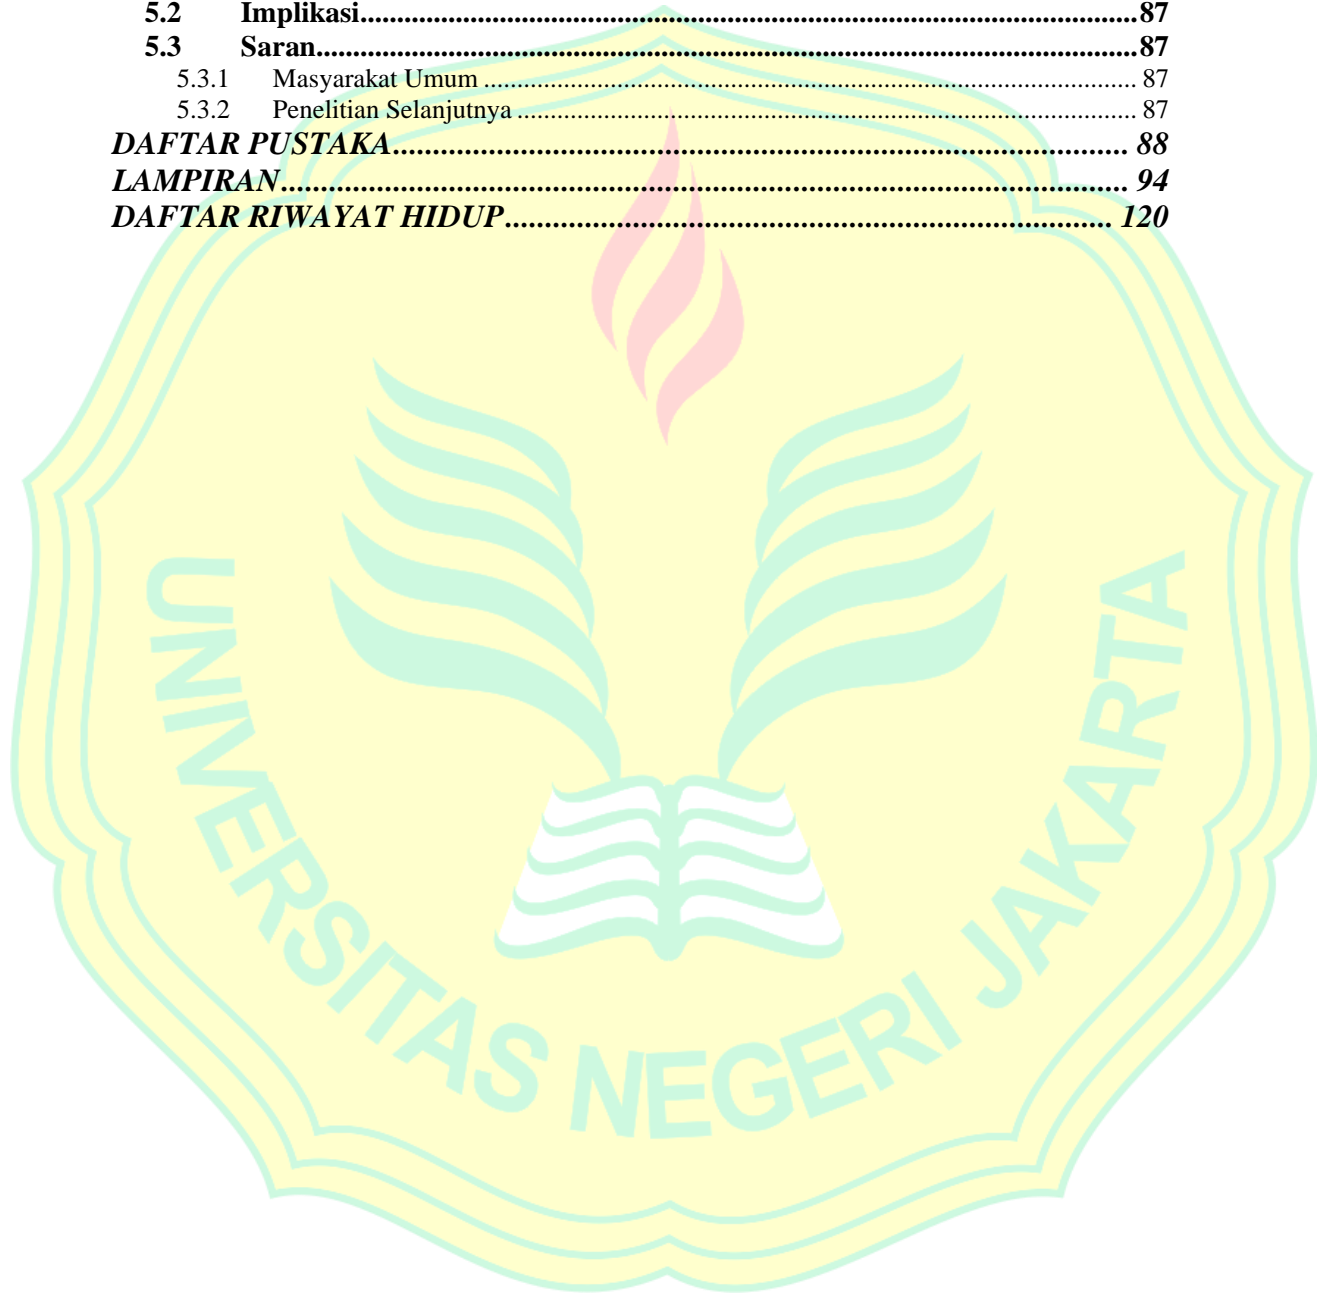 5.2 Implikasi........................................................................................................................87
5.3 Saran..............................................................................................................................87
5.3.1 Masyarakat Umum .................................................................................................... 87
5.3.2 Penelitian Selanjutnya ............................................................................................... 87
DAFTAR PUSTAKA.................................................................................................. 88
LAMPIRAN................................................................................................................. 94
DAFTAR RIWAYAT HIDUP.................................................................................. 120
UNIVERSITAS NEGERI JAKARTA